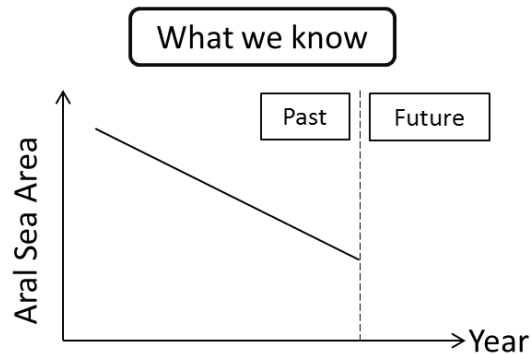 What we know
Past
Future
Aral Sea Area
Year